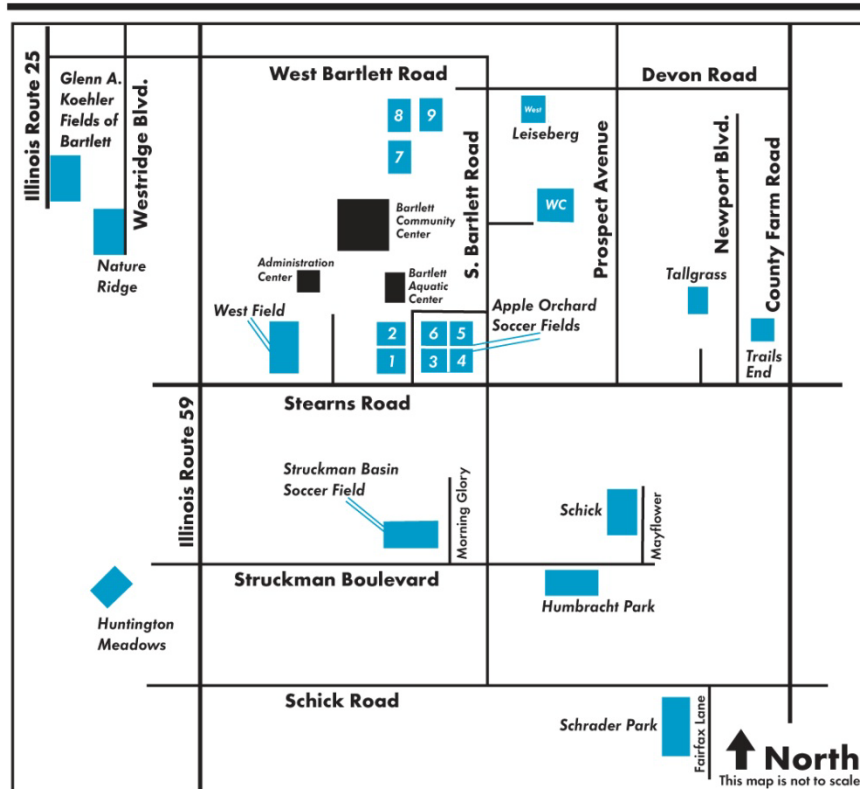 Illinois Route 25
Glenn A.
Koehler
Fields of
Bartlett
Westridge Blvd.
West Bartlett Road
Devon Road
8
9
7
West
Leiseberg
S. Bartlett Road
Prospect Avenue
Newport Blvd.
County Farm Road
WC
Bartlett
Community
Center
Nature
Ridge
Administration
Center
Bartlett
Aquatic
Center
Tallgrass
West Field
Apple Orchard
Soccer Fields
2
6
5
1
3
4
Trails
End
Stearns Road
Illinois Route 59
Struckman Basin
Soccer Field
Morning Glory
Schick
Mayflower
Struckman Boulevard
Humbracht Park
Huntington
Meadows
Schick Road
Schrader Park
Fairfax Lane
North
This map is not to scale